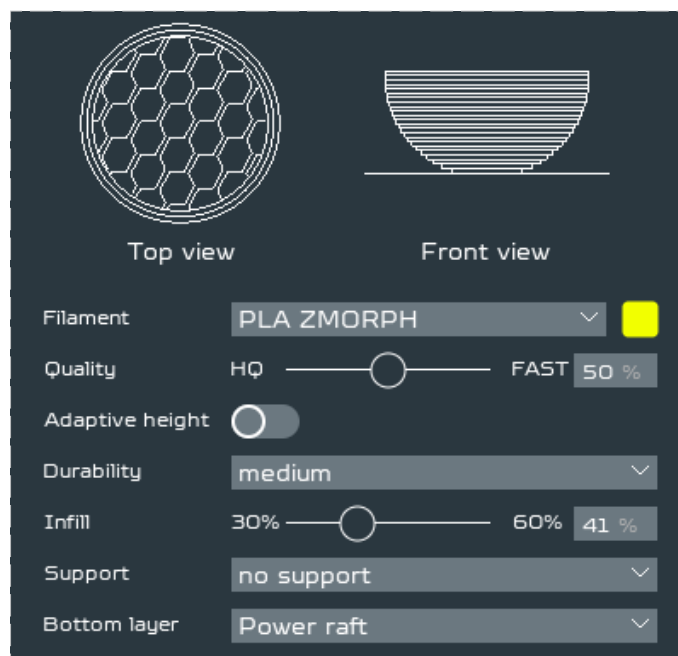 Top view Front view
Filament PLA ZMORPH
Quality HQ FAST 50 %
Adaptive height
Durability medium
Infill 30% 60% 41 %
Support no support
Bottom layer Power raft